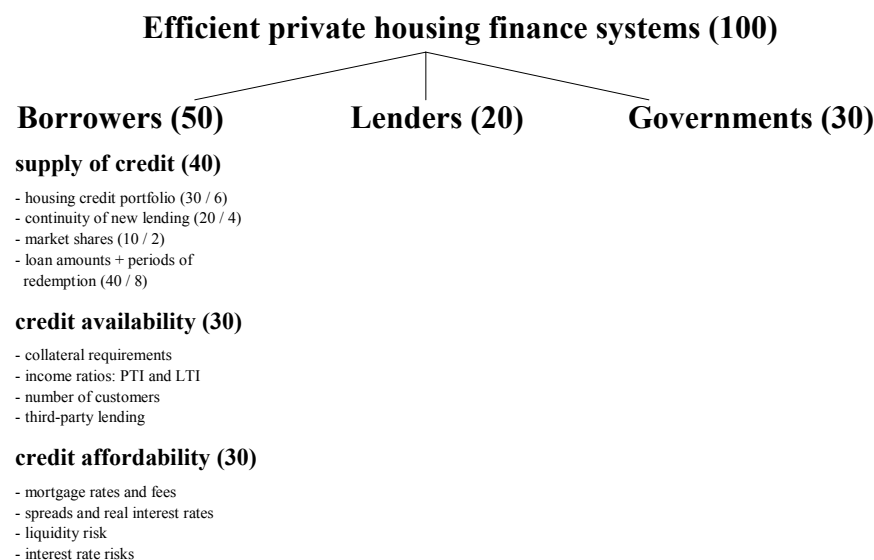 Efficient private housing finance systems (100)
Borrowers (50) Lenders (20) Governments (30)
supply of credit (40)
- housing credit portfolio (30 / 6)
- continuity of new lending (20 / 4)
- market shares (10 / 2)
- loan amounts + periods of
redemption (40 / 8)
credit availability (30)
- collateral requirements
- income ratios: PTI and LTI
- number of customers
- third-party lending
credit affordability (30)
- mortgage rates and fees
- spreads and real interest rates
- liquidity risk
- interest rate risks